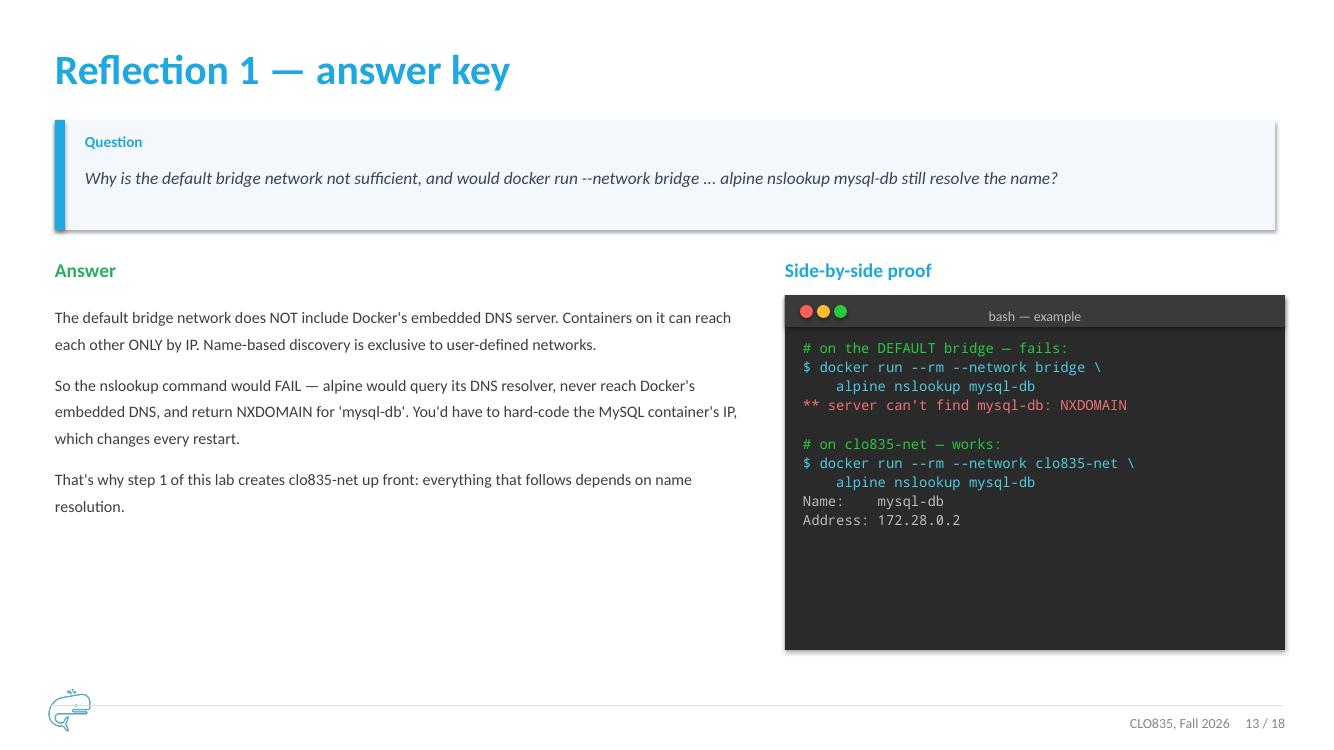 Reflection 1 — answer key
Question
Why is the default bridge network not sufficient, and would docker run --network bridge ... alpine nslookup mysql-db still resolve the name?
Answer
The default bridge network does NOT include Docker's embedded DNS server. Containers on it can reach
each other ONLY by IP. Name-based discovery is exclusive to user-defined networks.
So the nslookup command would FAIL — alpine would query its DNS resolver, never reach Docker's
embedded DNS, and return NXDOMAIN for 'mysql-db'. You'd have to hard-code the MySQL container's IP,
which changes every restart.
That's why step 1 of this lab creates clo835-net up front: everything that follows depends on name
resolution.
Side-by-side proof
bash — example
# on the DEFAULT bridge — fails:
$ docker run --rm --network bridge \
    alpine nslookup mysql-db
** server can't find mysql-db: NXDOMAIN
# on clo835-net — works:
$ docker run --rm --network clo835-net \
    alpine nslookup mysql-db
Name:    mysql-db
Address: 172.28.0.2
CLO835, Fall 2026    13 / 18